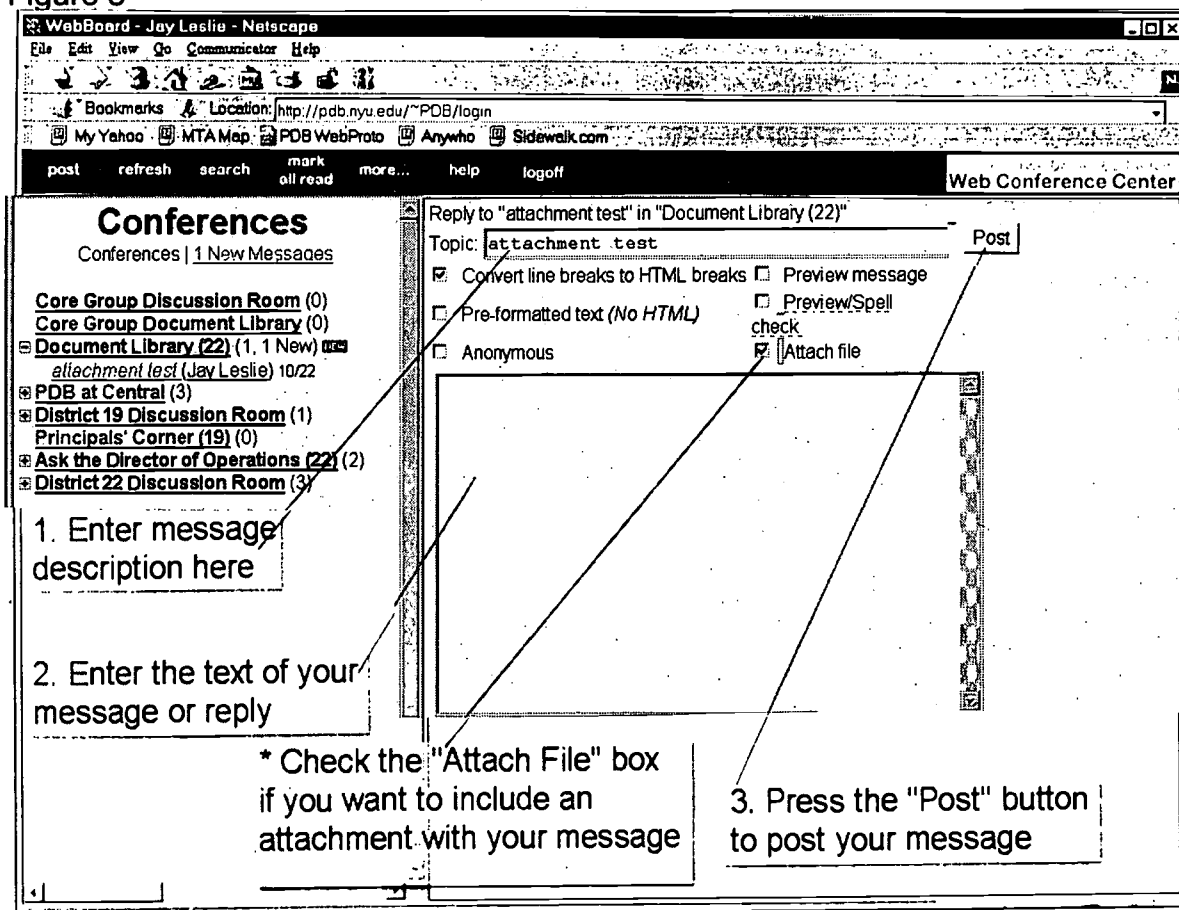 WebBoard - Jay Leslie - Netscape
File Edit View Go Communicator Help
Bookmarks Location: http://pdb.nyu.edu/~PDB/login
My Yahoo MTA Map PDB WebProto Anywho Sidewalk.com
post refresh search mark all read more... help logoff
Web Conference Center
Conferences
Conferences | 1 New Messages
Core Group Discussion Room (0)
Core Group Document Library (0)
Document Library (22) (1, 1 New)
attachment test (Jay Leslie) 10/22
PDB at Central (3)
District 19 Discussion Room (1)
Principals' Corner (19) (0)
Ask the Director of Operations (22) (2)
District 22 Discussion Room (3)
Reply to "attachment test" in "Document Library (22)"
Topic: attachment test
Post
Convert line breaks to HTML breaks Preview message
Pre-formatted text (No HTML) Preview/Spell check
Anonymous Attach file
1. Enter message
description here
2. Enter the text of your
message or reply
* Check the "Attach File" box
if you want to include an
attachment with your message
3. Press the "Post" button
to post your message